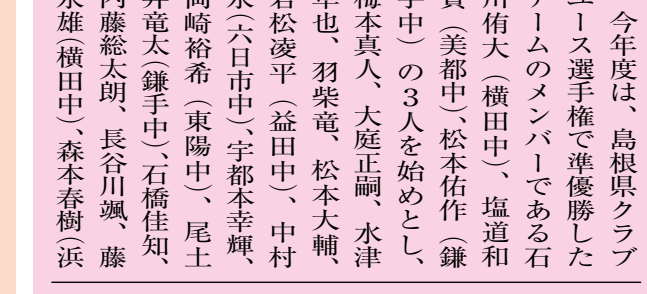 今年度は、島根県クラブ
ユース選手権で準優勝した
チームのメンバーである石
川侑大（横田中）、塩道和
貴（美都中）、松本佑作（鎌
手中）の３人を始めとし、
梅本真人、大庭正嗣、水津
卓也、羽柴竜、松本大輔、
若松凌平（益田中）、中村
（六日市中）、宇都本幸輝、
岡崎裕希（東陽中）、尾土
井竜太（鎌手中）、石橋佳知、
内藤総太朗、長谷川颯、藤
永雄（横田中）、森本春樹（浜